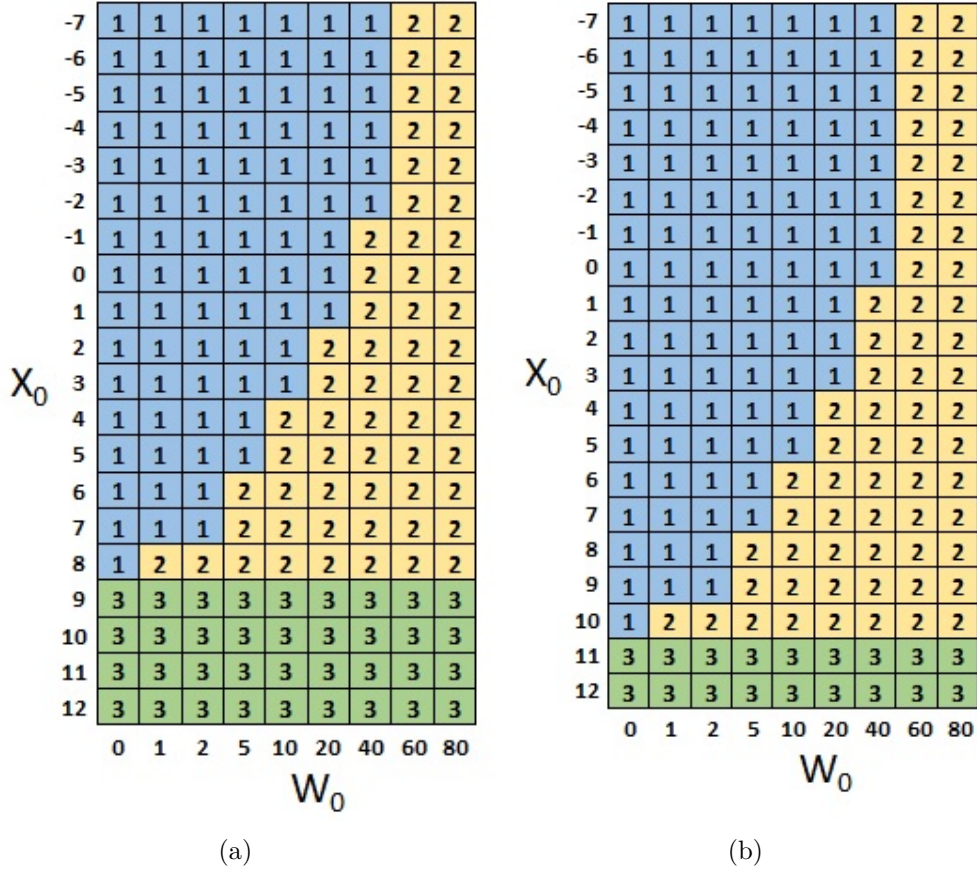 -7 1 1 1 1 1 1 1 2 2
-6 1 1 1 1 1 1 1 2 2
-5 1 1 1 1 1 1 1 2 2
-4 1 1 1 1 1 1 1 2 2
-3 1 1 1 1 1 1 1 2 2
-2 1 1 1 1 1 1 1 2 2
-1 1 1 1 1 1 1 2 2 2
0 1 1 1 1 1 1 2 2 2
1 1 1 1 1 1 1 2 2 2
2 1 1 1 1 1 2 2 2 2
3 1 1 1 1 1 2 2 2 2
4 1 1 1 1 2 2 2 2 2
5 1 1 1 1 2 2 2 2 2
6 1 1 1 2 2 2 2 2 2
7 1 1 1 2 2 2 2 2 2
8 1 2 2 2 2 2 2 2 2
9 3 3 3 3 3 3 3 3 3
10 3 3 3 3 3 3 3 3 3
11 3 3 3 3 3 3 3 3 3
12 3 3 3 3 3 3 3 3 3
X₀
0 1 2 5 10 20 40 60 80
W₀
(a)
-7 1 1 1 1 1 1 1 2 2
-6 1 1 1 1 1 1 1 2 2
-5 1 1 1 1 1 1 1 2 2
-4 1 1 1 1 1 1 1 2 2
-3 1 1 1 1 1 1 1 2 2
-2 1 1 1 1 1 1 1 2 2
-1 1 1 1 1 1 1 1 2 2
0 1 1 1 1 1 1 1 2 2
1 1 1 1 1 1 1 2 2 2
2 1 1 1 1 1 1 2 2 2
3 1 1 1 1 1 1 2 2 2
4 1 1 1 1 1 2 2 2 2
5 1 1 1 1 1 2 2 2 2
6 1 1 1 1 2 2 2 2 2
7 1 1 1 1 2 2 2 2 2
8 1 1 1 2 2 2 2 2 2
9 1 1 1 2 2 2 2 2 2
10 1 2 2 2 2 2 2 2 2
11 3 3 3 3 3 3 3 3 3
12 3 3 3 3 3 3 3 3 3
X₀
0 1 2 5 10 20 40 60 80
W₀
(b)